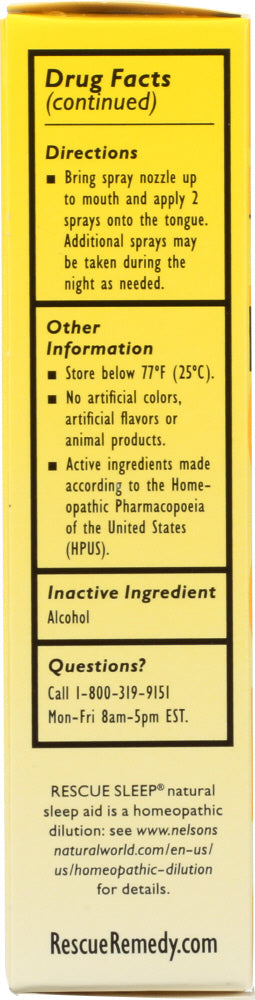 Drug Facts
(continued)
Directions
■ Bring spray nozzle up
to mouth and apply 2
sprays onto the tongue.
Additional sprays may
be taken during the
night as needed.
Other
Information
■ Store below 77°F (25°C).
■ No artificial colors,
artificial flavors or
animal products.
■ Active ingredients made
according to the Home-
opathic Pharmacopoeia
of the United States
(HPUS).
Inactive Ingredient
Alcohol
Questions?
Call 1-800-319-9151
Mon-Fri 8am-5pm EST.
RESCUE SLEEP® natural
sleep aid is a homeopathic
dilution: see www.nelsons
naturalworld.com/en-us/
us/homeopathic-dilution
for details.
RescueRemedy.com